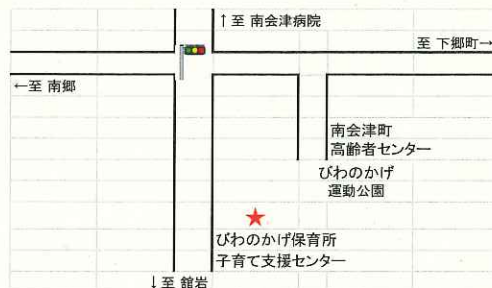 ↑至 南会津病院
至 下郷町→
←至 南郷
南会津町
高齢者センター
びわのかげ
運動公園
★
びわのかげ保育所
子育て支援センター
↓至 舘岩